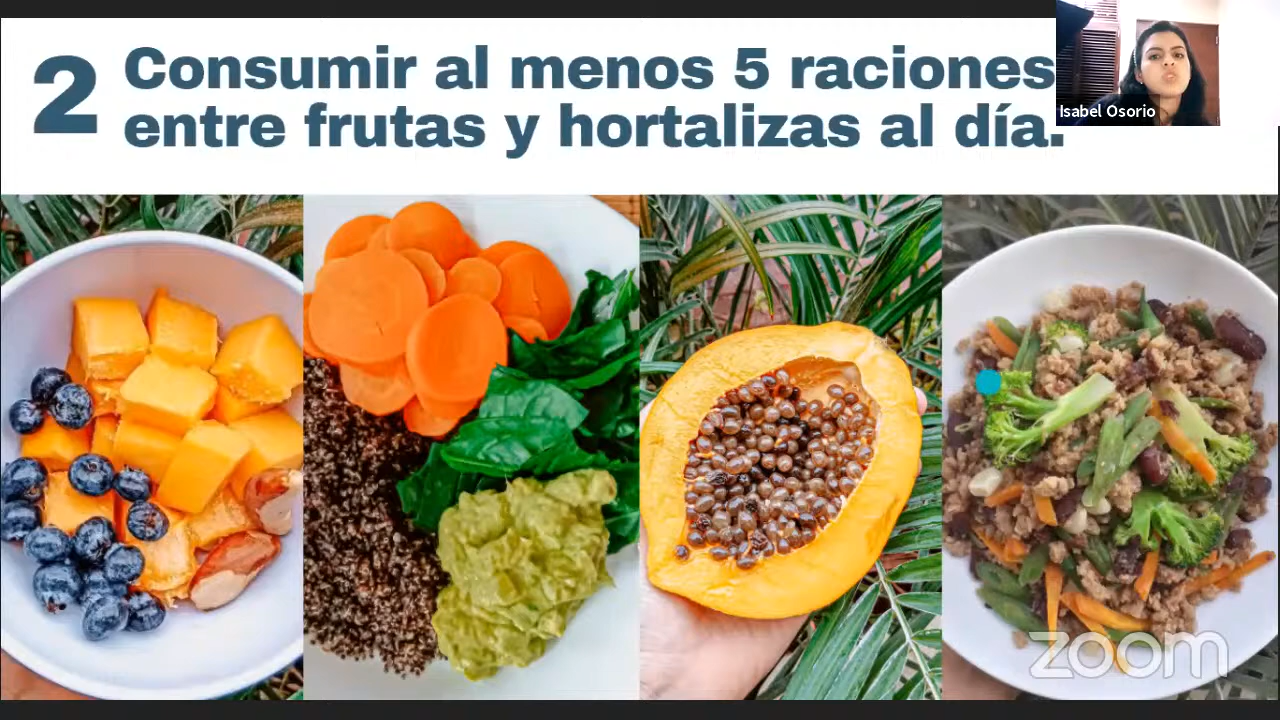 2
Consumir al menos 5 raciones
entre frutas y hortalizas al día.
Isabel Osorio
zoom